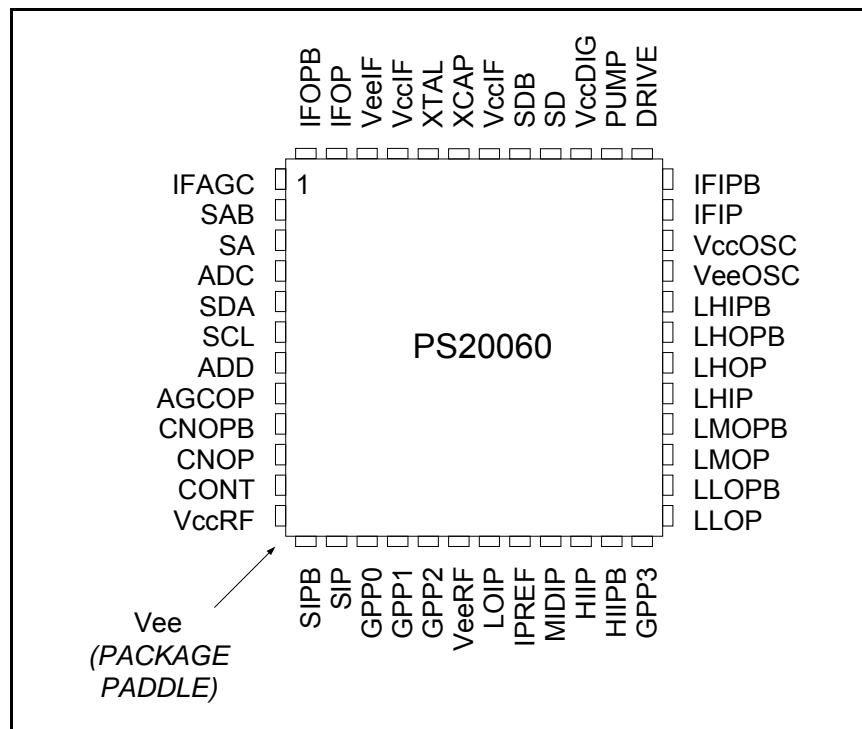 IFOPB
IFOP
VeeIF
VccIF
XTAL
XCAP
VccIF
SDB
SD
VccDIG
PUMP
DRIVE
IFAGC
SAB
SA
ADC
SDA
SCL
ADD
AGCOP
CNOPB
CNOP
CONT
VccRF
1
PS20060
IFIPB
IFIP
VccOSC
VeeOSC
LHIPB
LHOPB
LHOP
LHIP
LMOPB
LMOP
LLOPB
LLOP
SIPB
SIP
GPP0
GPP1
GPP2
VeeRF
LOIP
IPREF
MIDIP
HIIP
HIIPB
GPP3
Vee
(PACKAGE
PADDLE)